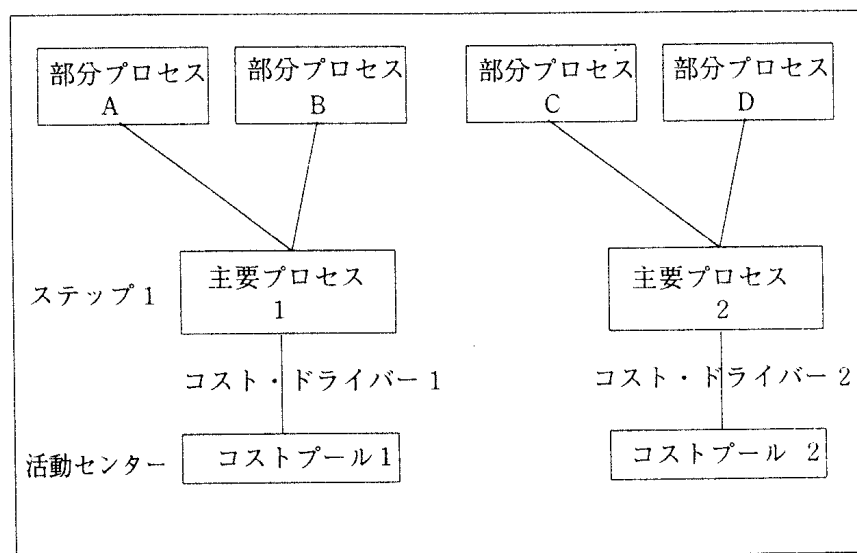 部分プロセス
A
部分プロセス
B
部分プロセス
C
部分プロセス
D
ステップ1
主要プロセス
1
主要プロセス
2
コスト・ドライバー1
コスト・ドライバー2
活動センター
コストプール1
コストプール 2